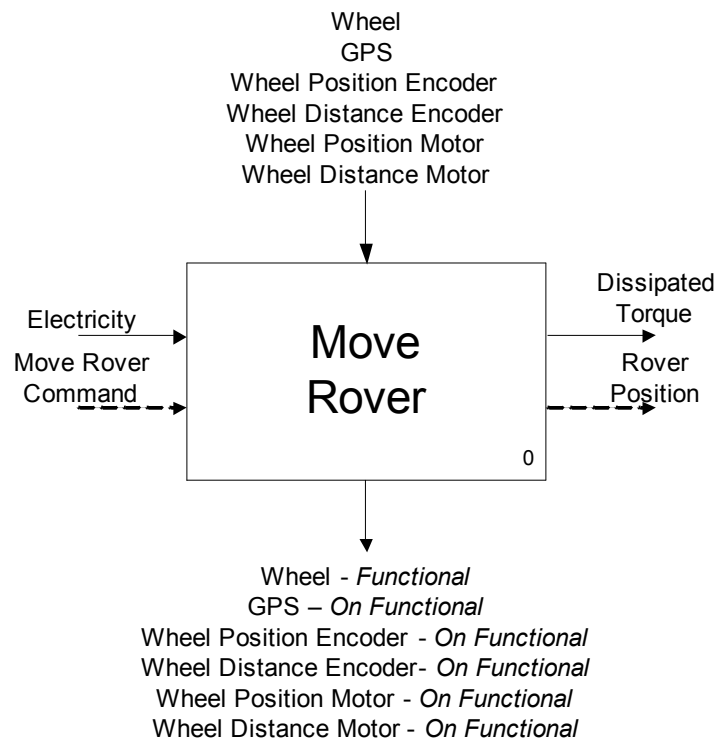 Wheel
GPS
Wheel Position Encoder
Wheel Distance Encoder
Wheel Position Motor
Wheel Distance Motor
Electricity
Move Rover
Command
Move
Rover
0
Dissipated
Torque
Rover
Position
Wheel - Functional
GPS – On Functional
Wheel Position Encoder - On Functional
Wheel Distance Encoder- On Functional
Wheel Position Motor - On Functional
Wheel Distance Motor - On Functional